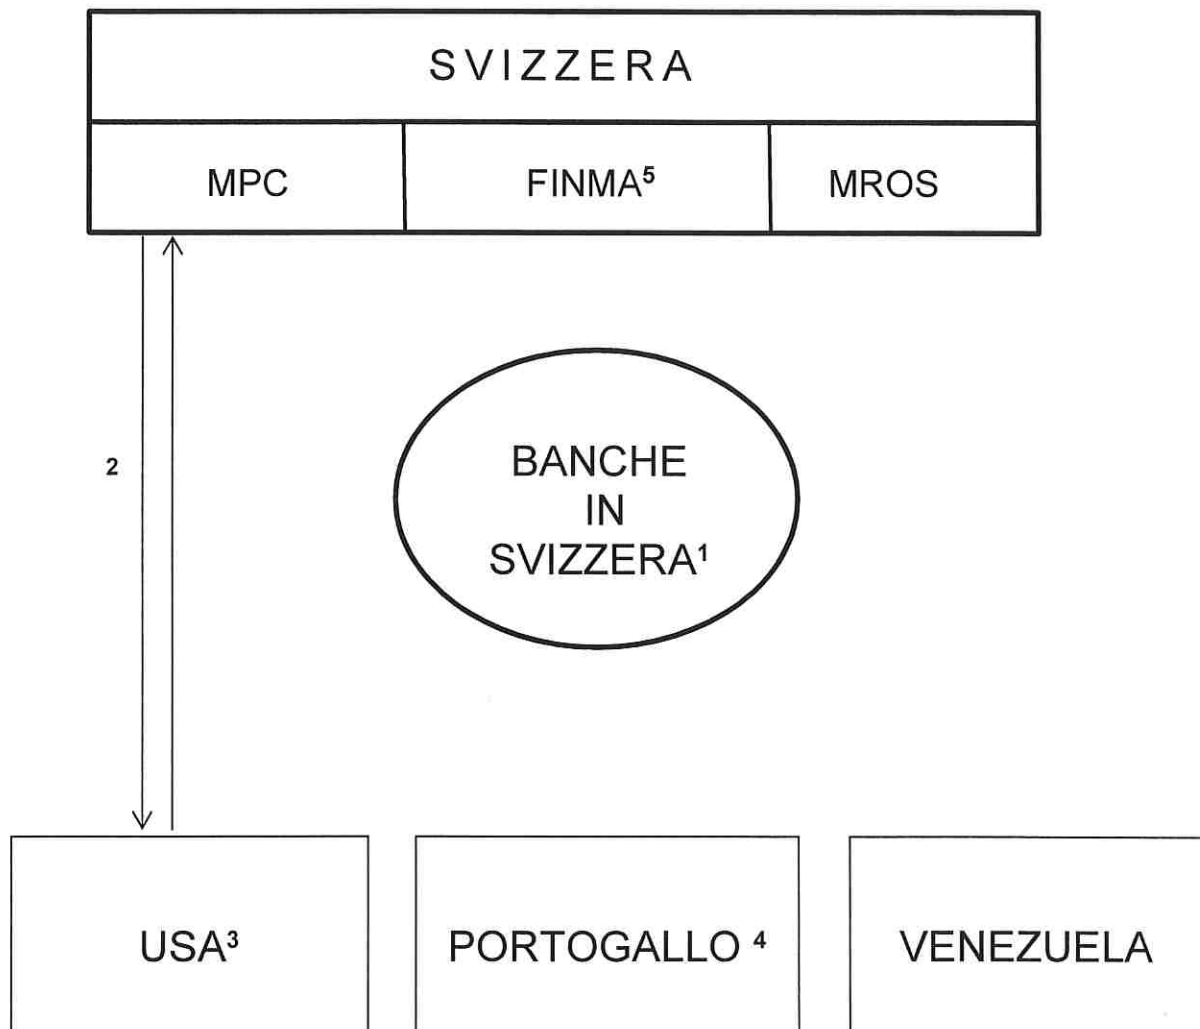 SVIZZERA
MPC FINMA⁵ MROS
2
BANCHE
IN
SVIZZERA¹
USA³ PORTOGALLO ⁴ VENEZUELA